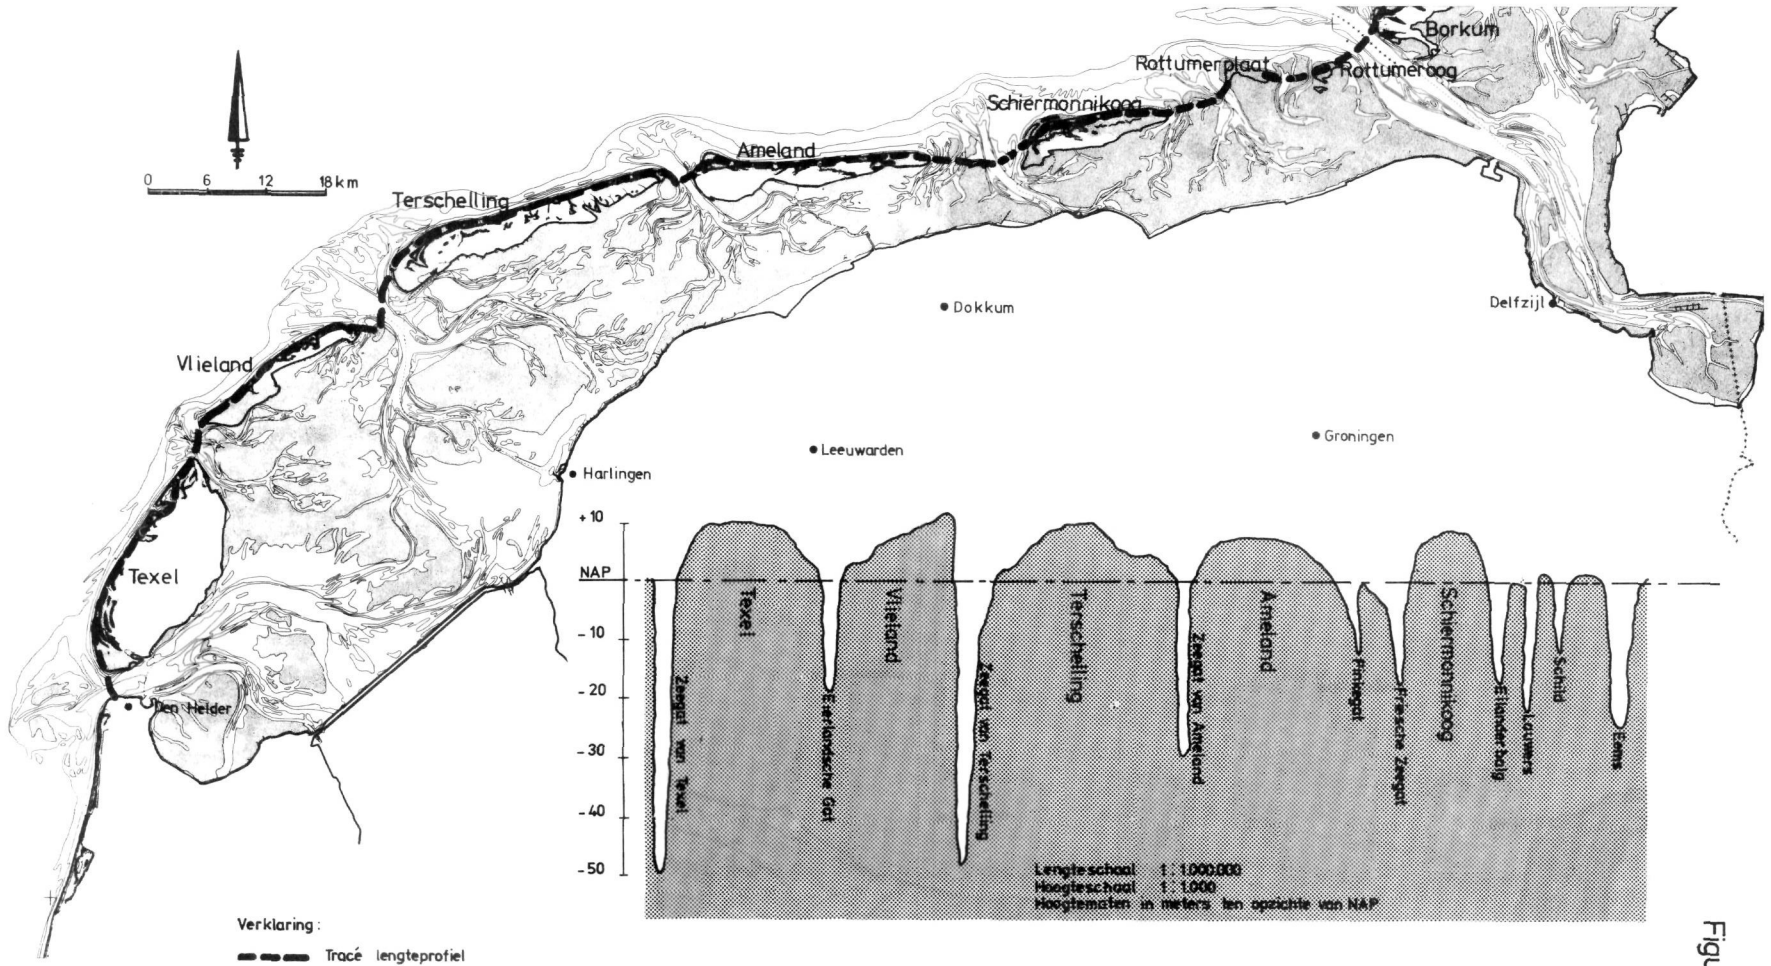 Borkum
Rottumerplaat
Rottumeroog
Schiermonnikoog
Ameland
0 6 12 18 km
Terschelling
Delfzijl
Dokkum
Vlieland
Groningen
Leeuwarden
Harlingen
Texel
Den Helder
+10
NAP
-10
-20
-30
-40
-50
Zeegat van Texel
Texel
Eierlandsche Gat
Vlieland
Zeegat van Terschelling
Terschelling
Zeegat van Ameland
Ameland
Pinkegat
Friesche Zeegat
Schiermonnikoog
Eilanderbalg
Lauwers
Schild
Eems
Lengteschaal 1:1.000.000
Hoogteschaal 1:1.000
Hoogtematen in meters ten opzichte van NAP
Verklaring:
Tracé lengteprofiel
Figu